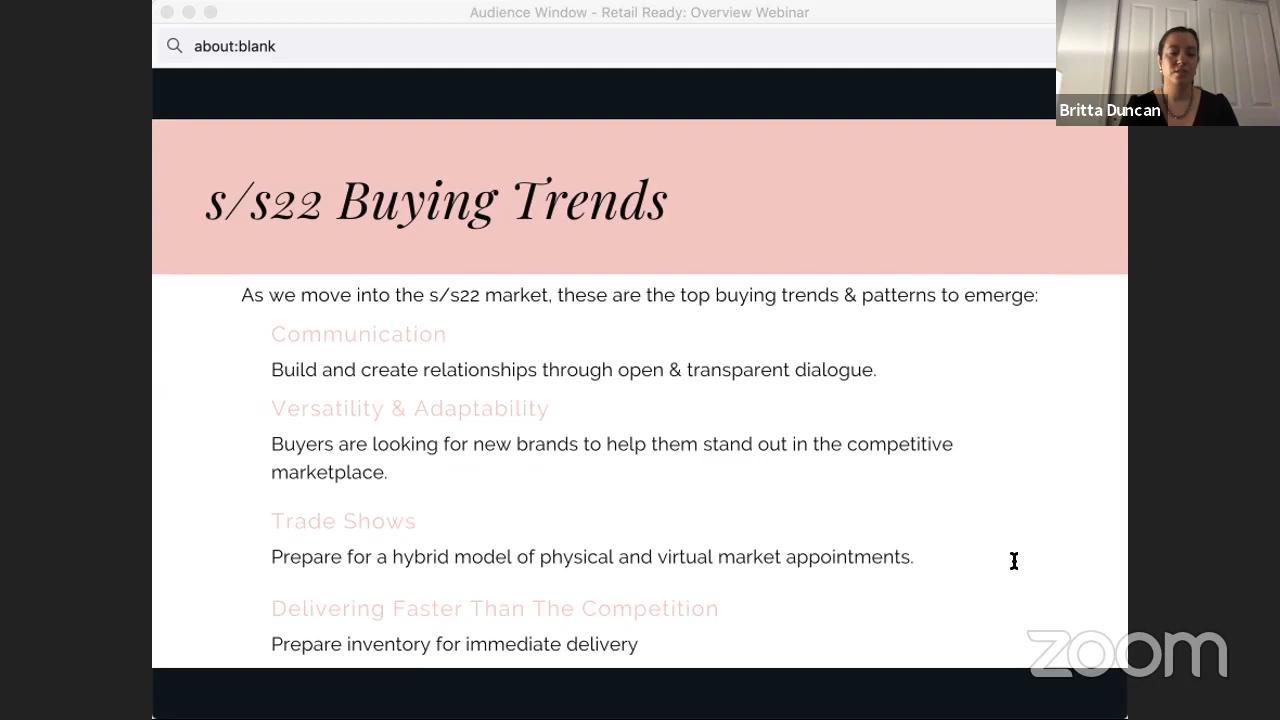 Audience Window - Retail Ready: Overview Webinar
about:blank
Britta Duncan
s/s22 Buying Trends
As we move into the s/s22 market, these are the top buying trends & patterns to emerge:
Communication
Build and create relationships through open & transparent dialogue.
Versatility & Adaptability
Buyers are looking for new brands to help them stand out in the competitive
marketplace.
Trade Shows
Prepare for a hybrid model of physical and virtual market appointments.
Delivering Faster Than The Competition
Prepare inventory for immediate delivery
zoom